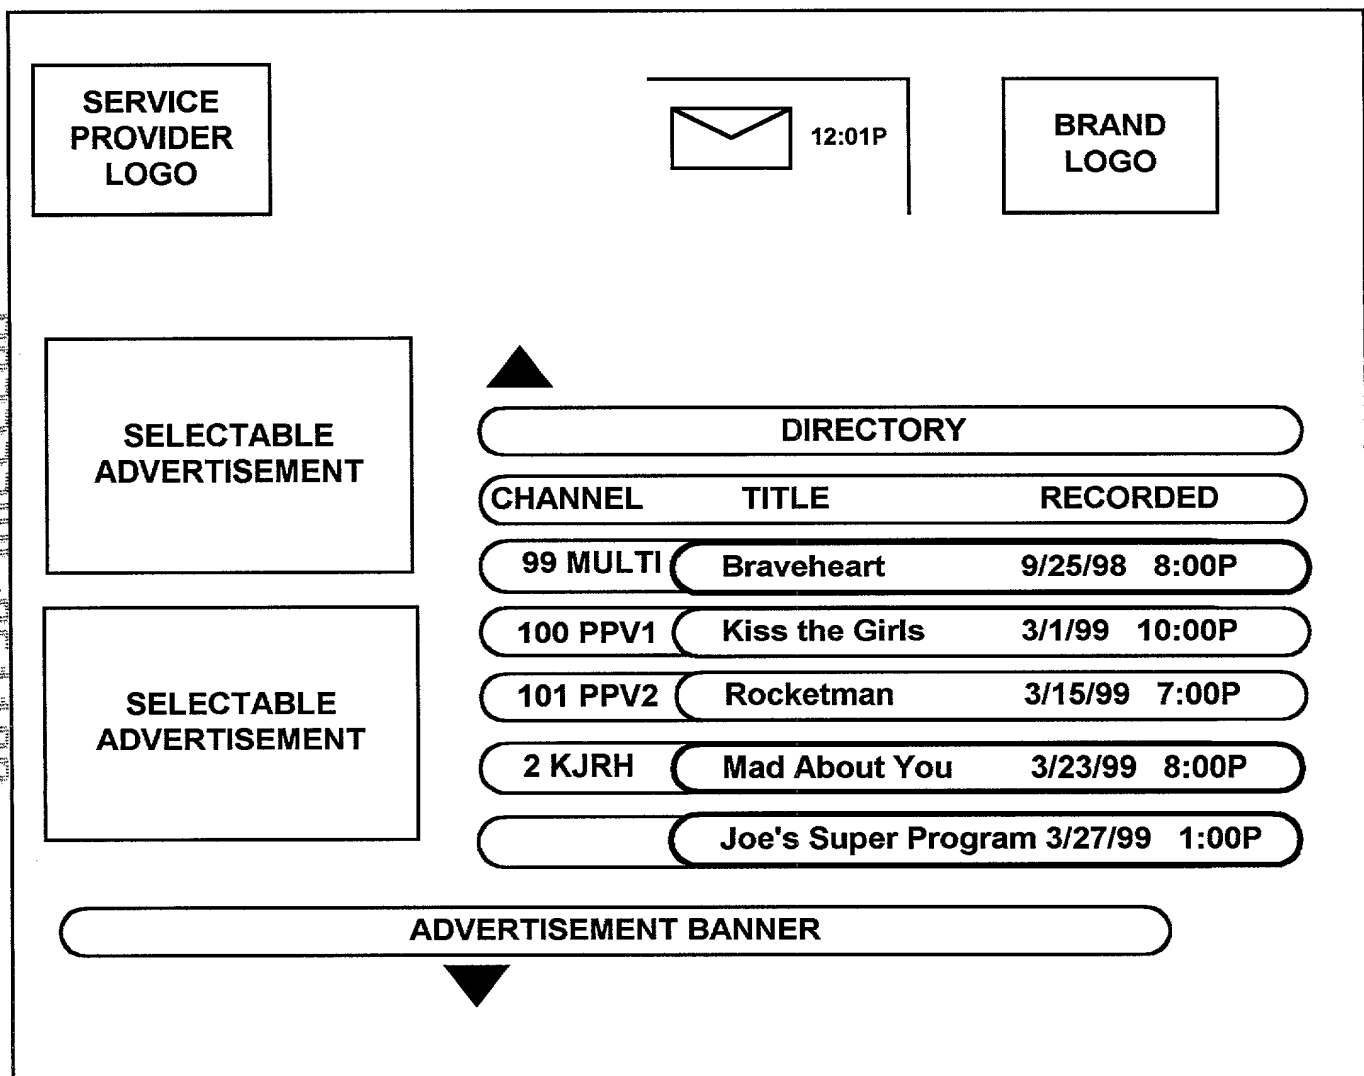 SERVICE
PROVIDER
LOGO
12:01P
BRAND
LOGO
SELECTABLE
ADVERTISEMENT
SELECTABLE
ADVERTISEMENT
DIRECTORY
CHANNEL TITLE RECORDED
99 MULTI Braveheart 9/25/98 8:00P
100 PPV1 Kiss the Girls 3/1/99 10:00P
101 PPV2 Rocketman 3/15/99 7:00P
2 KJRH Mad About You 3/23/99 8:00P
Joe's Super Program 3/27/99 1:00P
ADVERTISEMENT BANNER